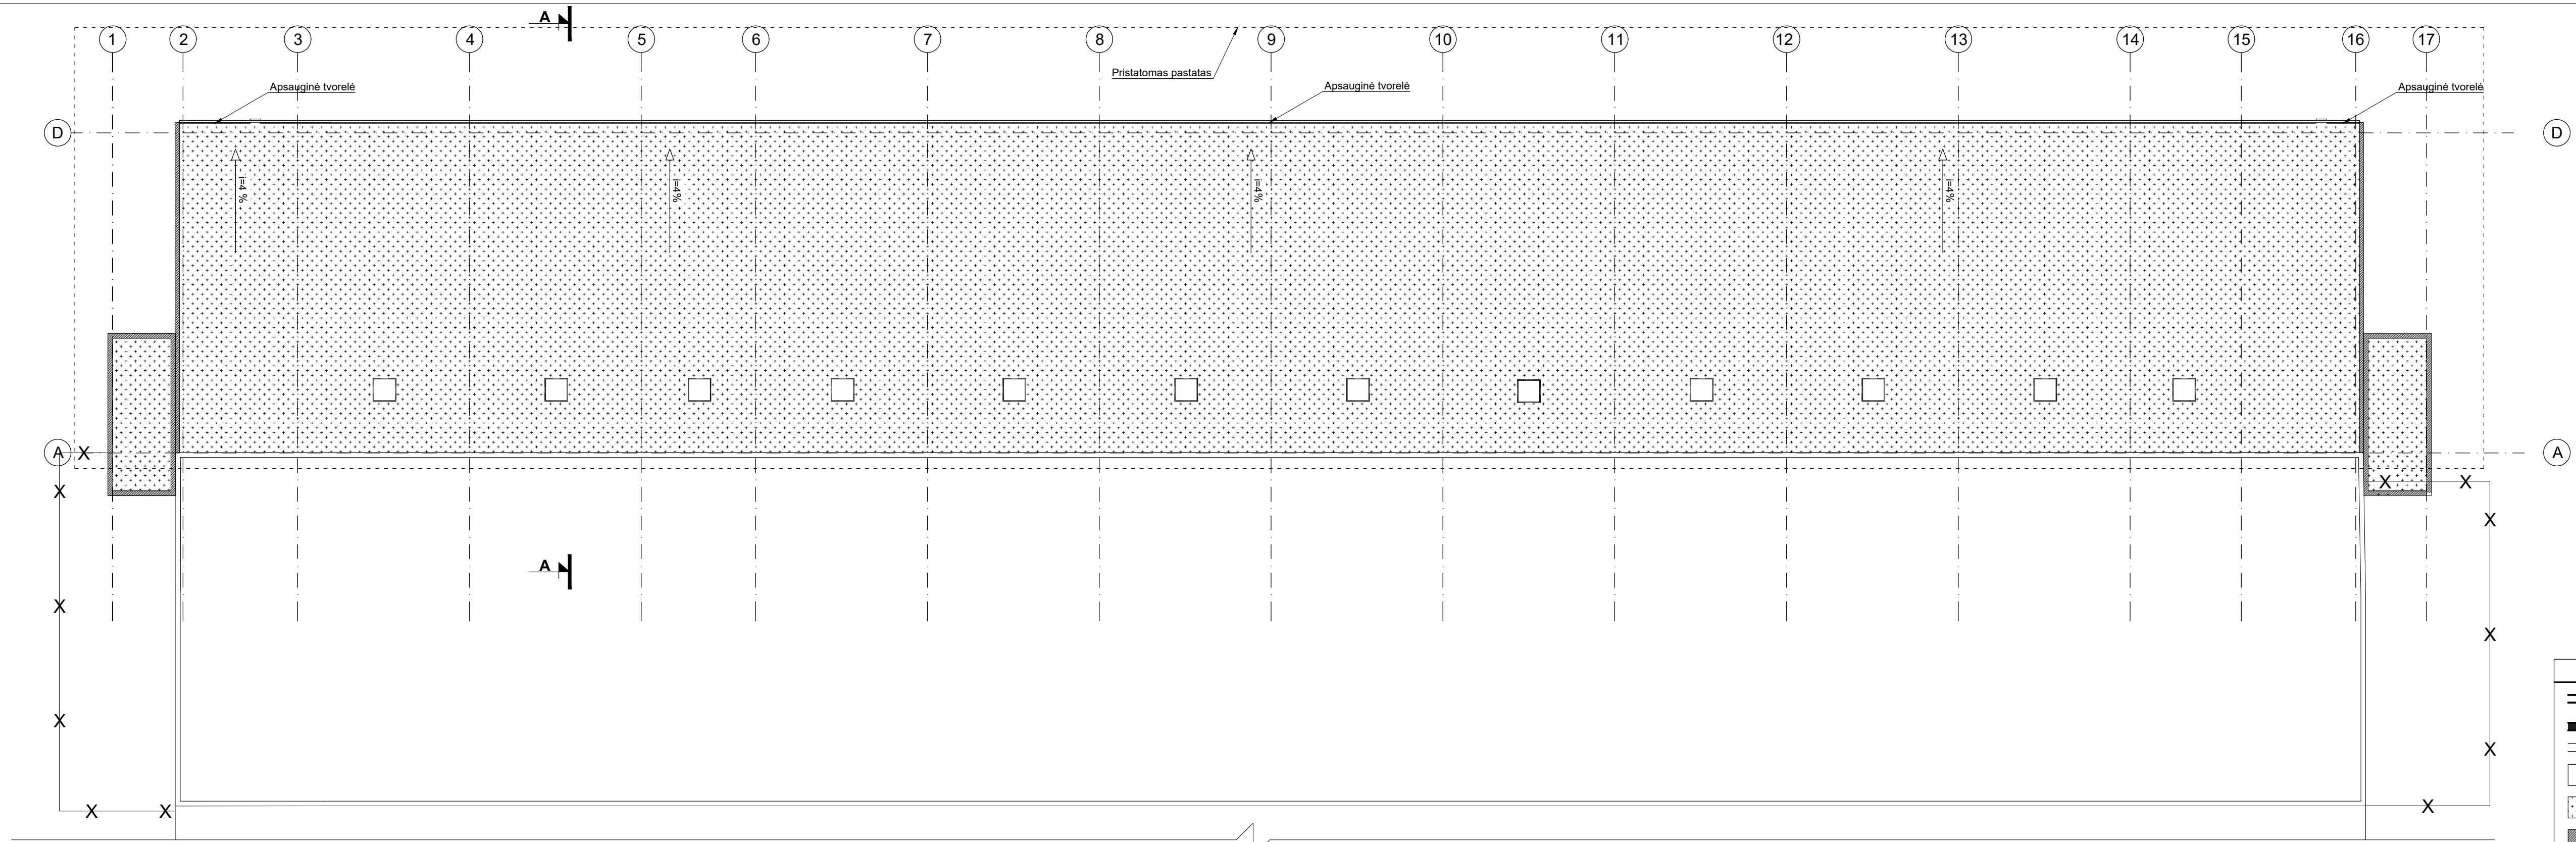 A
1 2 3 4 5 6 7 8 9 10 11 12 13 14 15 16 17
Pristatomas pastatas
Apsauginė tvorelė
Apsauginė tvorelė
Apsauginė tvorelė
D
D
i=4 %
i=4%
i=4%
i=4%
A
X
A
X
X
X
X
X
X
X
A
X
X
X
X
X